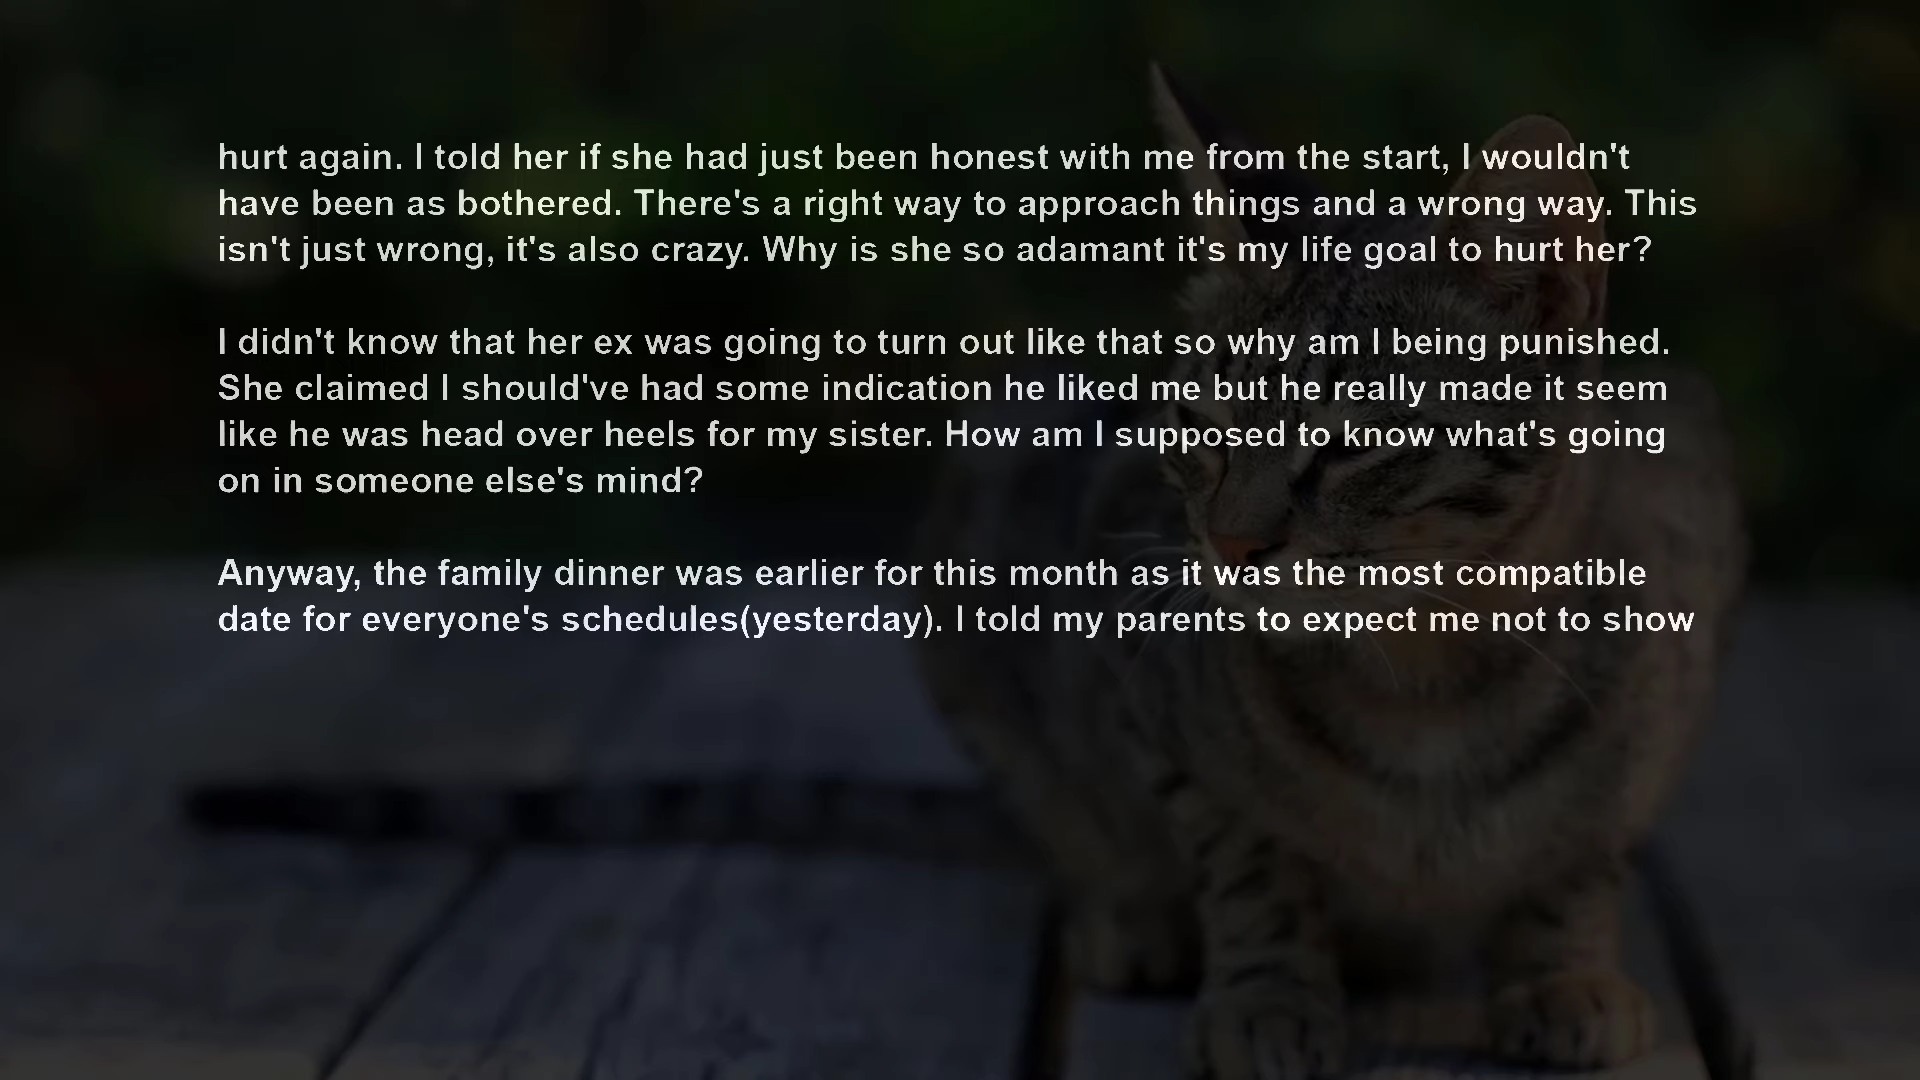 hurt again. I told her if she had just been honest with me from the start, I wouldn't
have been as bothered. There's a right way to approach things and a wrong way. This
isn't just wrong, it's also crazy. Why is she so adamant it's my life goal to hurt her?
I didn't know that her ex was going to turn out like that so why am I being punished.
She claimed I should've had some indication he liked me but he really made it seem
like he was head over heels for my sister. How am I supposed to know what's going
on in someone else's mind?
Anyway, the family dinner was earlier for this month as it was the most compatible
date for everyone's schedules(yesterday). I told my parents to expect me not to show